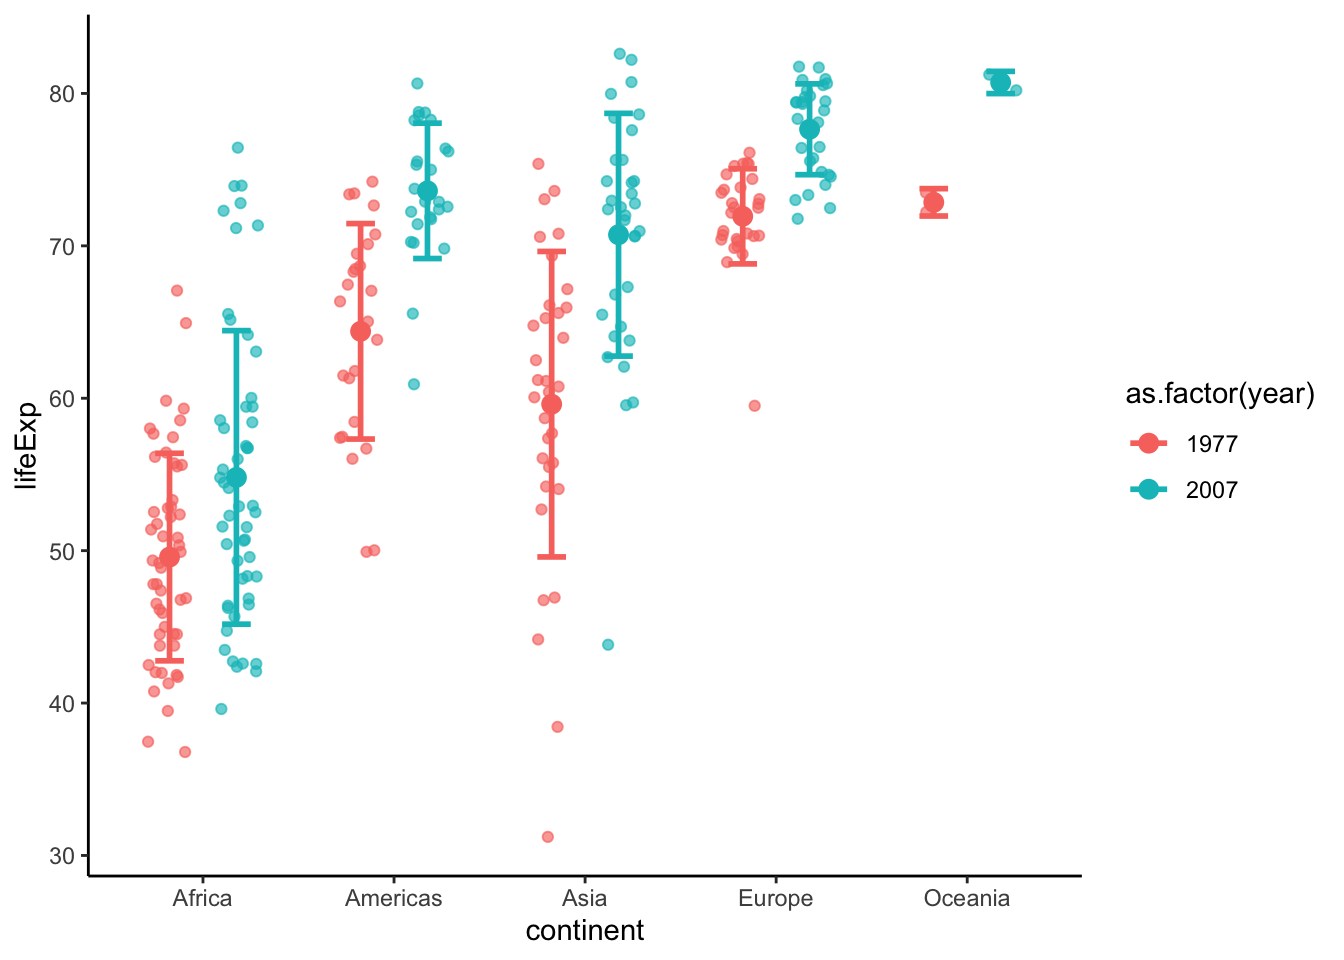 80
70
60
50
40
30
lifeExp
Africa
Americas
Asia
Europe
Oceania
continent
as.factor(year)
1977
2007